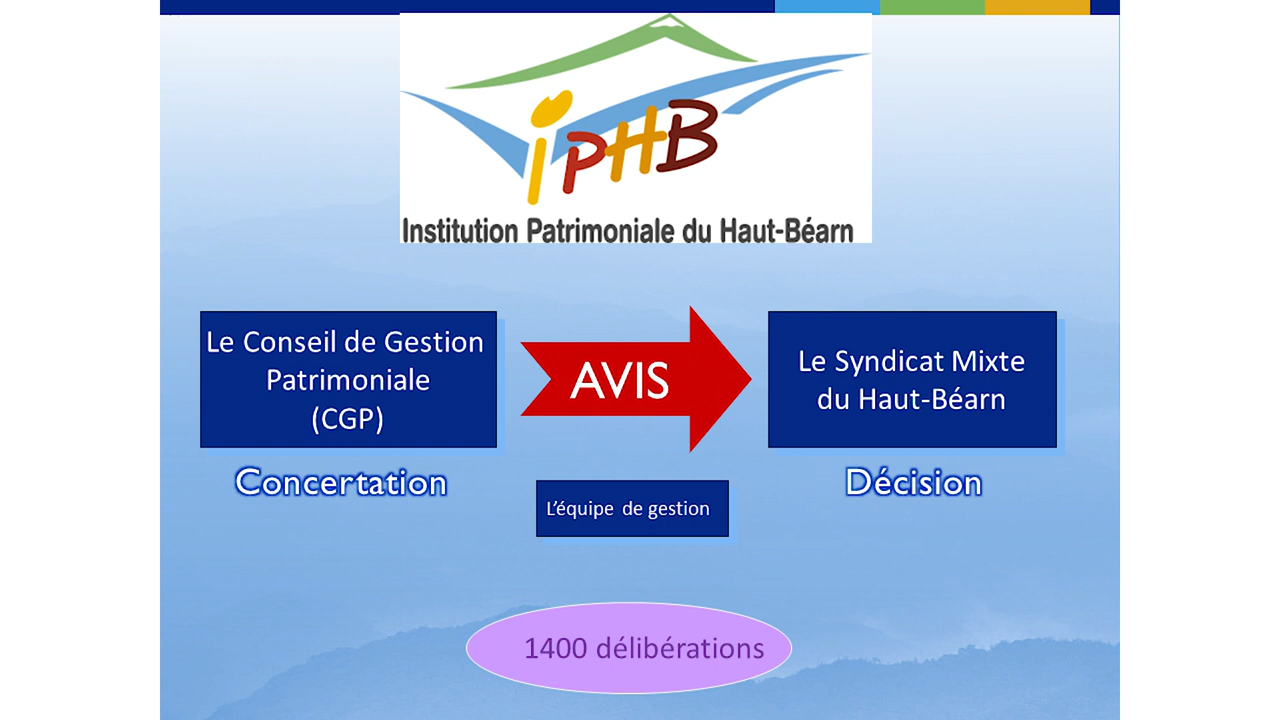 iPHB
Institution Patrimoniale du Haut-Béarn
Le Conseil de Gestion
Patrimoniale
(CGP)
AVIS
Le Syndicat Mixte
du Haut-Béarn
Concertation
Décision
L'équipe de gestion
1400 délibérations